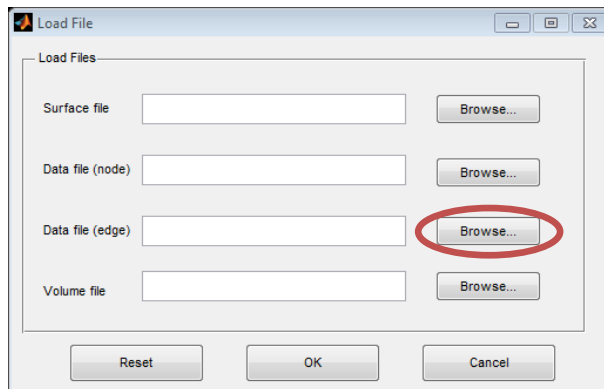 Load File
Load Files
Surface file Browse...
Data file (node) Browse...
Data file (edge) Browse...
Volume file Browse...
Reset OK Cancel